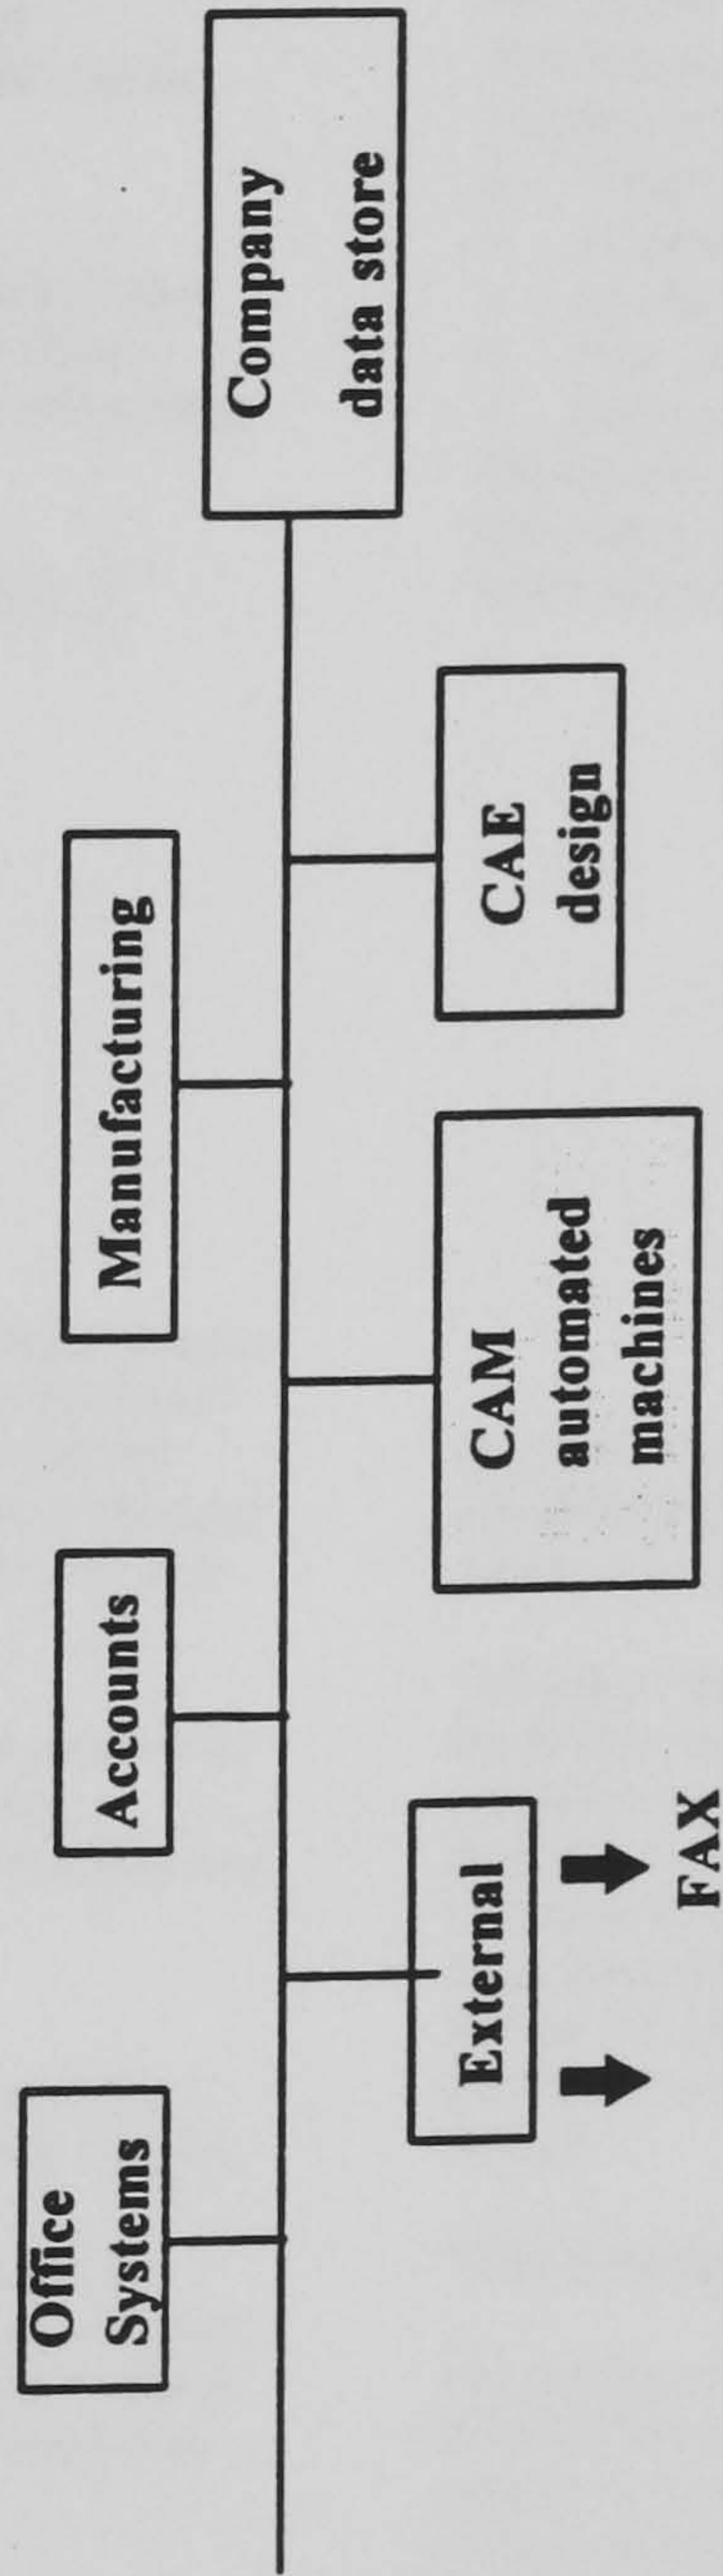 Office
Systems
Accounts
Manufacturing
Company
data store
External
CAM
automated
machines
CAE
design
FAX